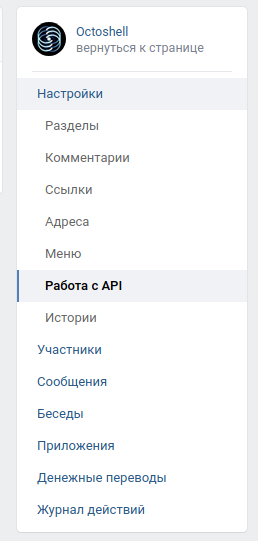 Octoshell
вернуться к странице
Настройки
Разделы
Комментарии
Ссылки
Адреса
Меню
Работа с API
Истории
Участники
Сообщения
Беседы
Приложения
Денежные переводы
Журнал действий